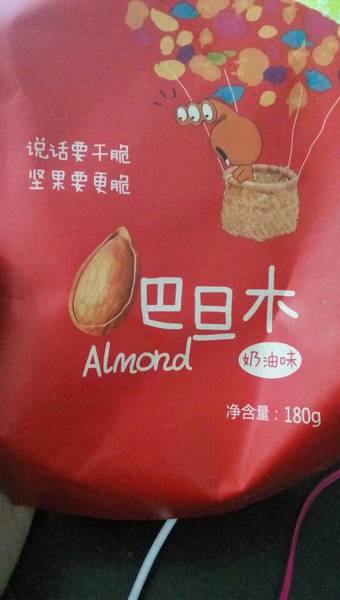 说话要干脆
坚果要更脆
巴旦木
Almond
奶油味
净含量：180g